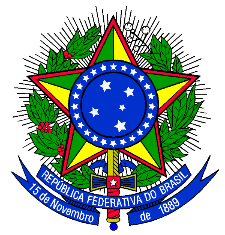 REPÚBLICA FEDERATIVA DO BRASIL
15 de Novembro de 1889